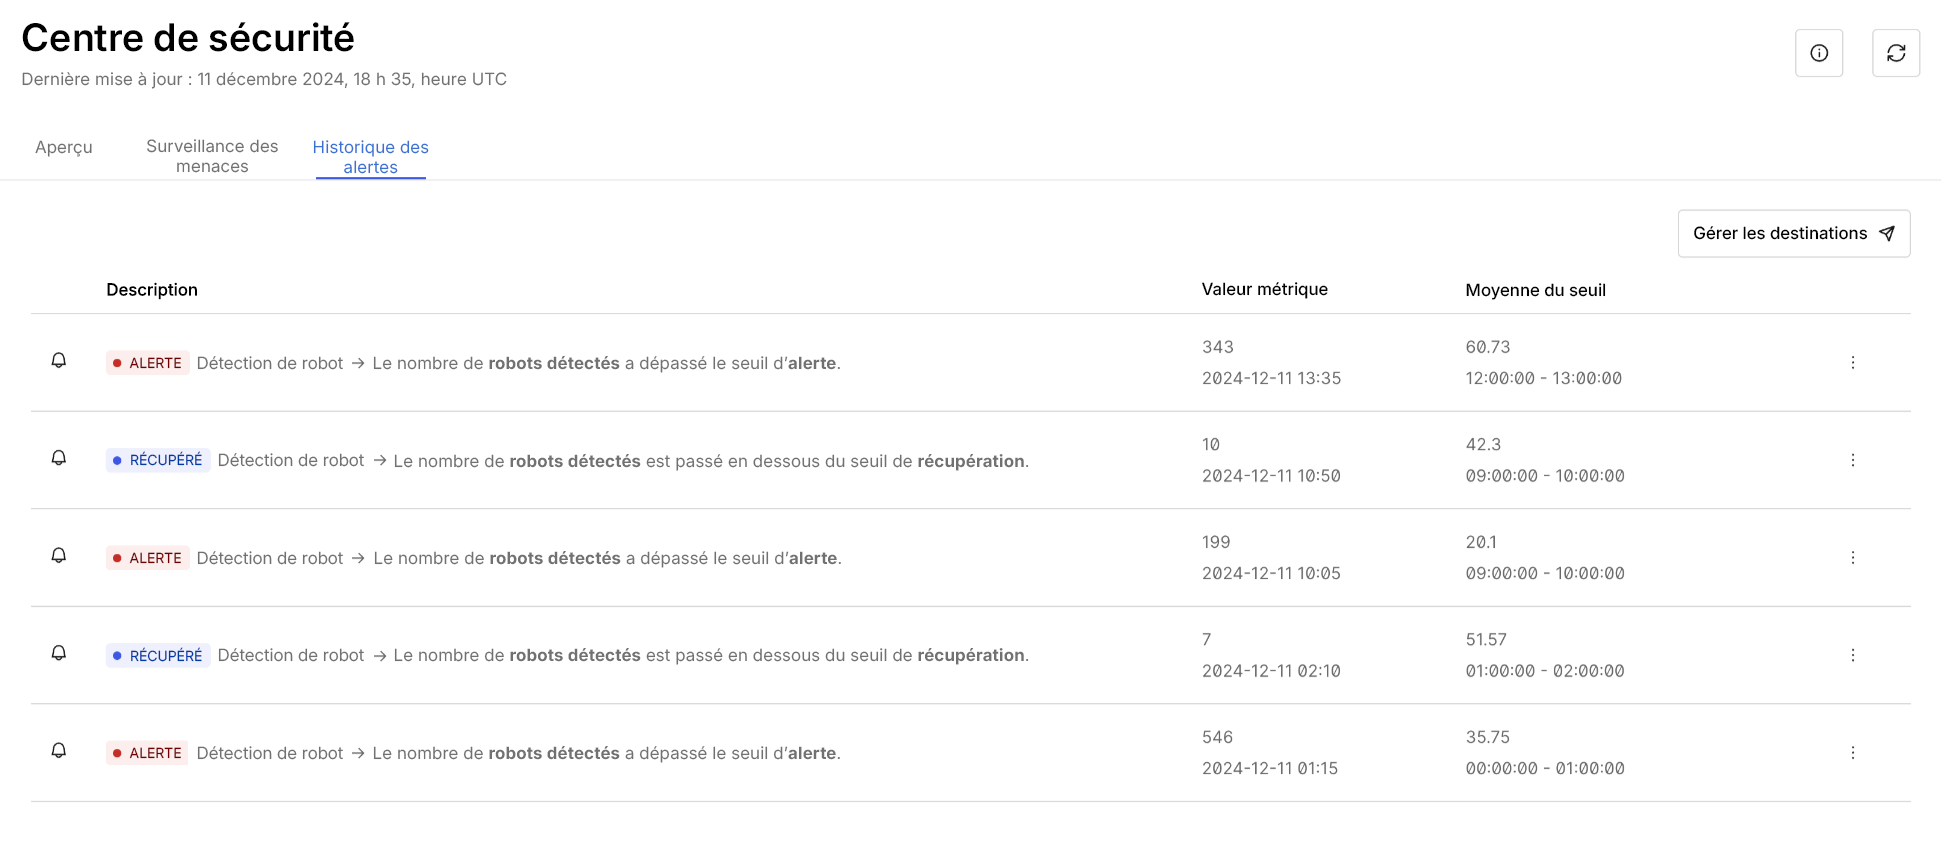 Centre de sécurité
Dernière mise à jour : 11 décembre 2024, 18 h 35, heure UTC
Aperçu
Surveillance des
menaces
Historique des
alertes
Gérer les destinations
Description Valeur métrique Moyenne du seuil
343 60.73
ALERTE Détection de robot → Le nombre de robots détectés a dépassé le seuil d’alerte.
2024-12-11 13:35 12:00:00 - 13:00:00
10 42.3
RÉCUPÉRÉ Détection de robot → Le nombre de robots détectés est passé en dessous du seuil de récupération.
2024-12-11 10:50 09:00:00 - 10:00:00
199 20.1
ALERTE Détection de robot → Le nombre de robots détectés a dépassé le seuil d’alerte.
2024-12-11 10:05 09:00:00 - 10:00:00
7 51.57
RÉCUPÉRÉ Détection de robot → Le nombre de robots détectés est passé en dessous du seuil de récupération.
2024-12-11 02:10 01:00:00 - 02:00:00
546 35.75
ALERTE Détection de robot → Le nombre de robots détectés a dépassé le seuil d’alerte.
2024-12-11 01:15 00:00:00 - 01:00:00